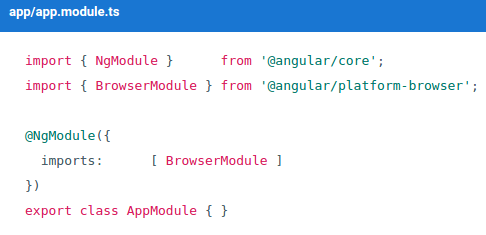 app/app.module.ts
import { NgModule }      from '@angular/core';
import { BrowserModule } from '@angular/platform-browser';
@NgModule({
  imports:      [ BrowserModule ]
})
export class AppModule { }